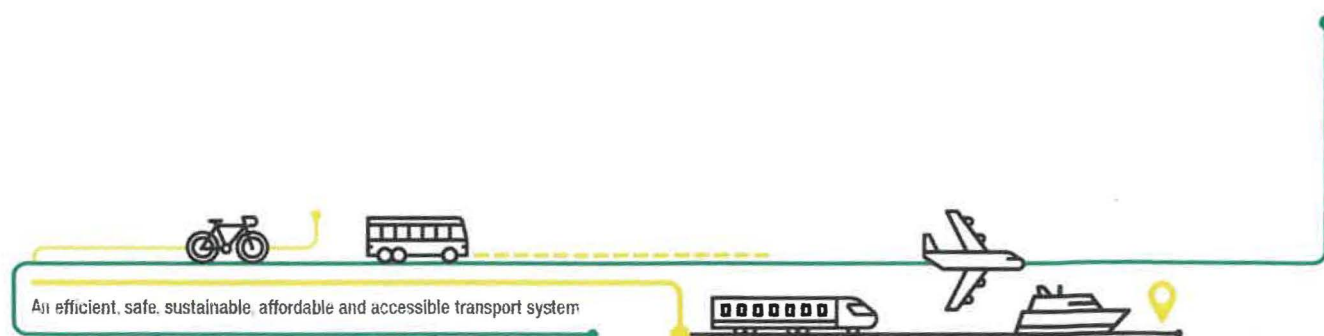 An efficient, safe, sustainable, affordable and accessible transport system